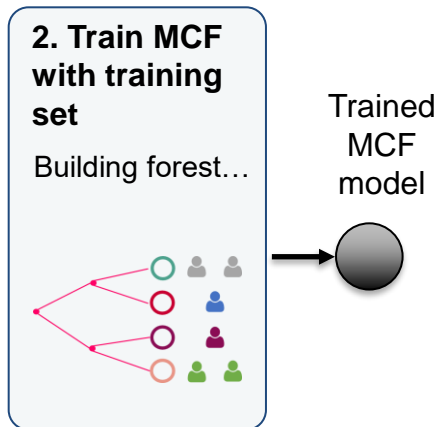 2. Train MCF
with training
set
Building forest…
Trained
MCF
model